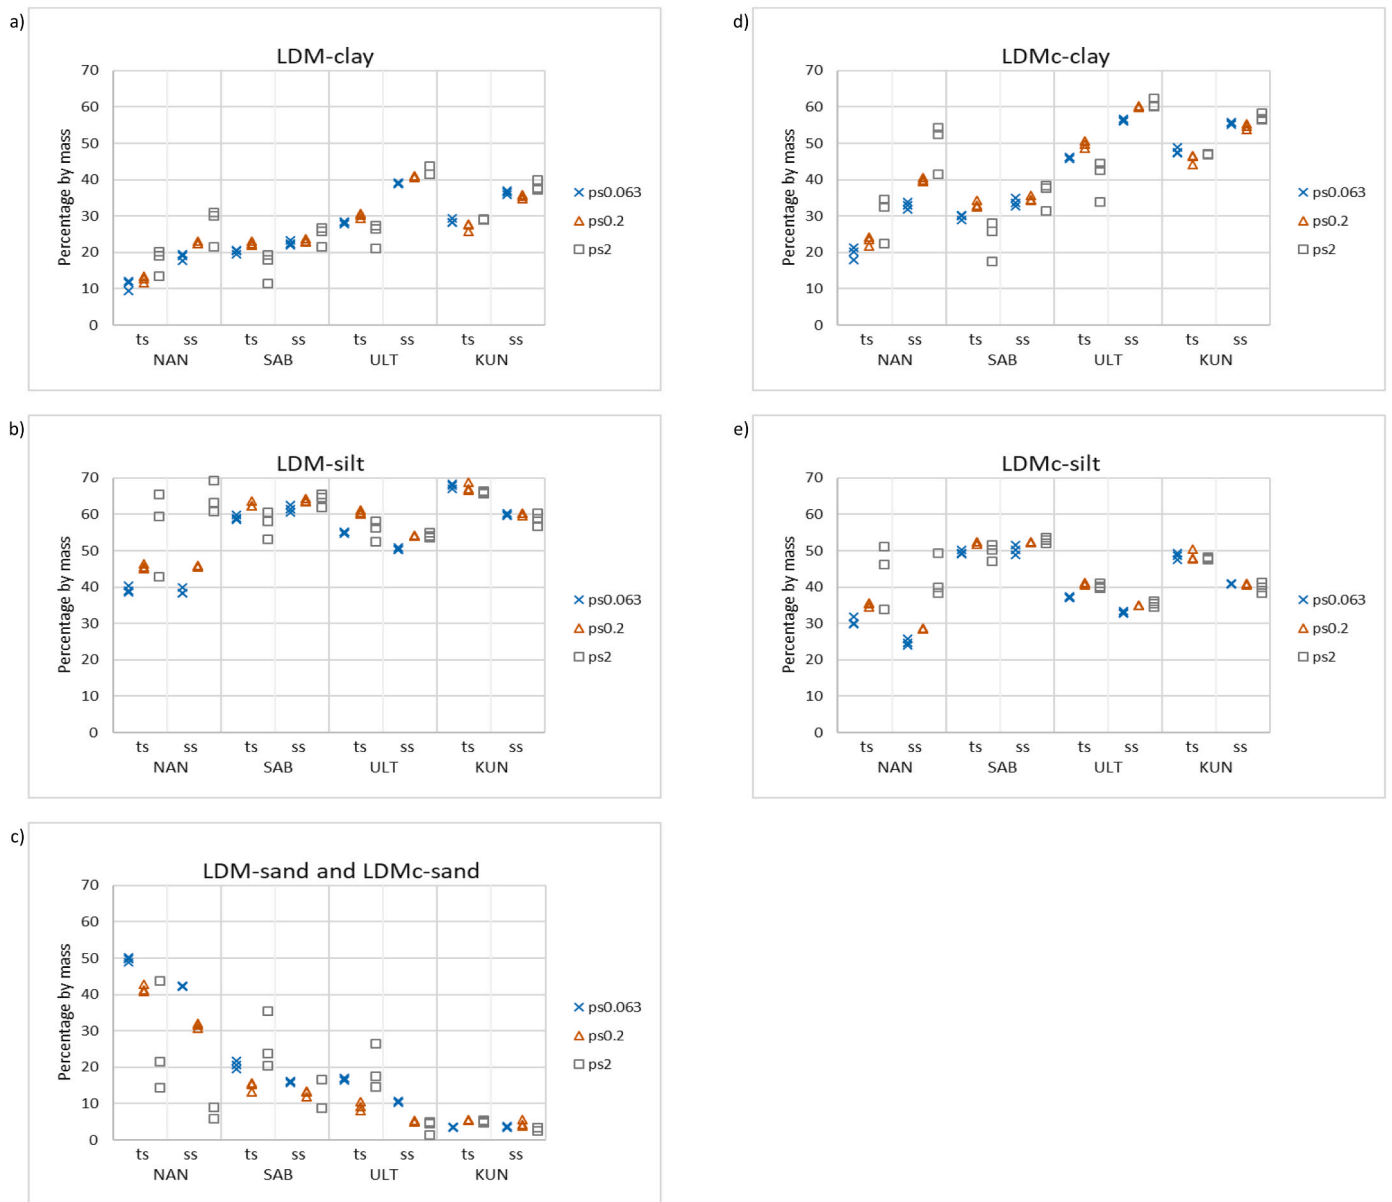 a)
LDM-clay
Percentage by mass
70
60
50
40
30
20
10
0
ts ss ts ss ts ss ts ss
NAN SAB ULT KUN
ps0.063
ps0.2
ps2
d)
LDMc-clay
Percentage by mass
70
60
50
40
30
20
10
0
ts ss ts ss ts ss ts ss
NAN SAB ULT KUN
ps0.063
ps0.2
ps2
b)
LDM-silt
Percentage by mass
70
60
50
40
30
20
10
0
ts ss ts ss ts ss ts ss
NAN SAB ULT KUN
ps0.063
ps0.2
ps2
e)
LDMc-silt
Percentage by mass
70
60
50
40
30
20
10
0
ts ss ts ss ts ss ts ss
NAN SAB ULT KUN
ps0.063
ps0.2
ps2
c)
LDM-sand and LDMc-sand
Percentage by mass
70
60
50
40
30
20
10
0
ts ss ts ss ts ss ts ss
NAN SAB ULT KUN
ps0.063
ps0.2
ps2